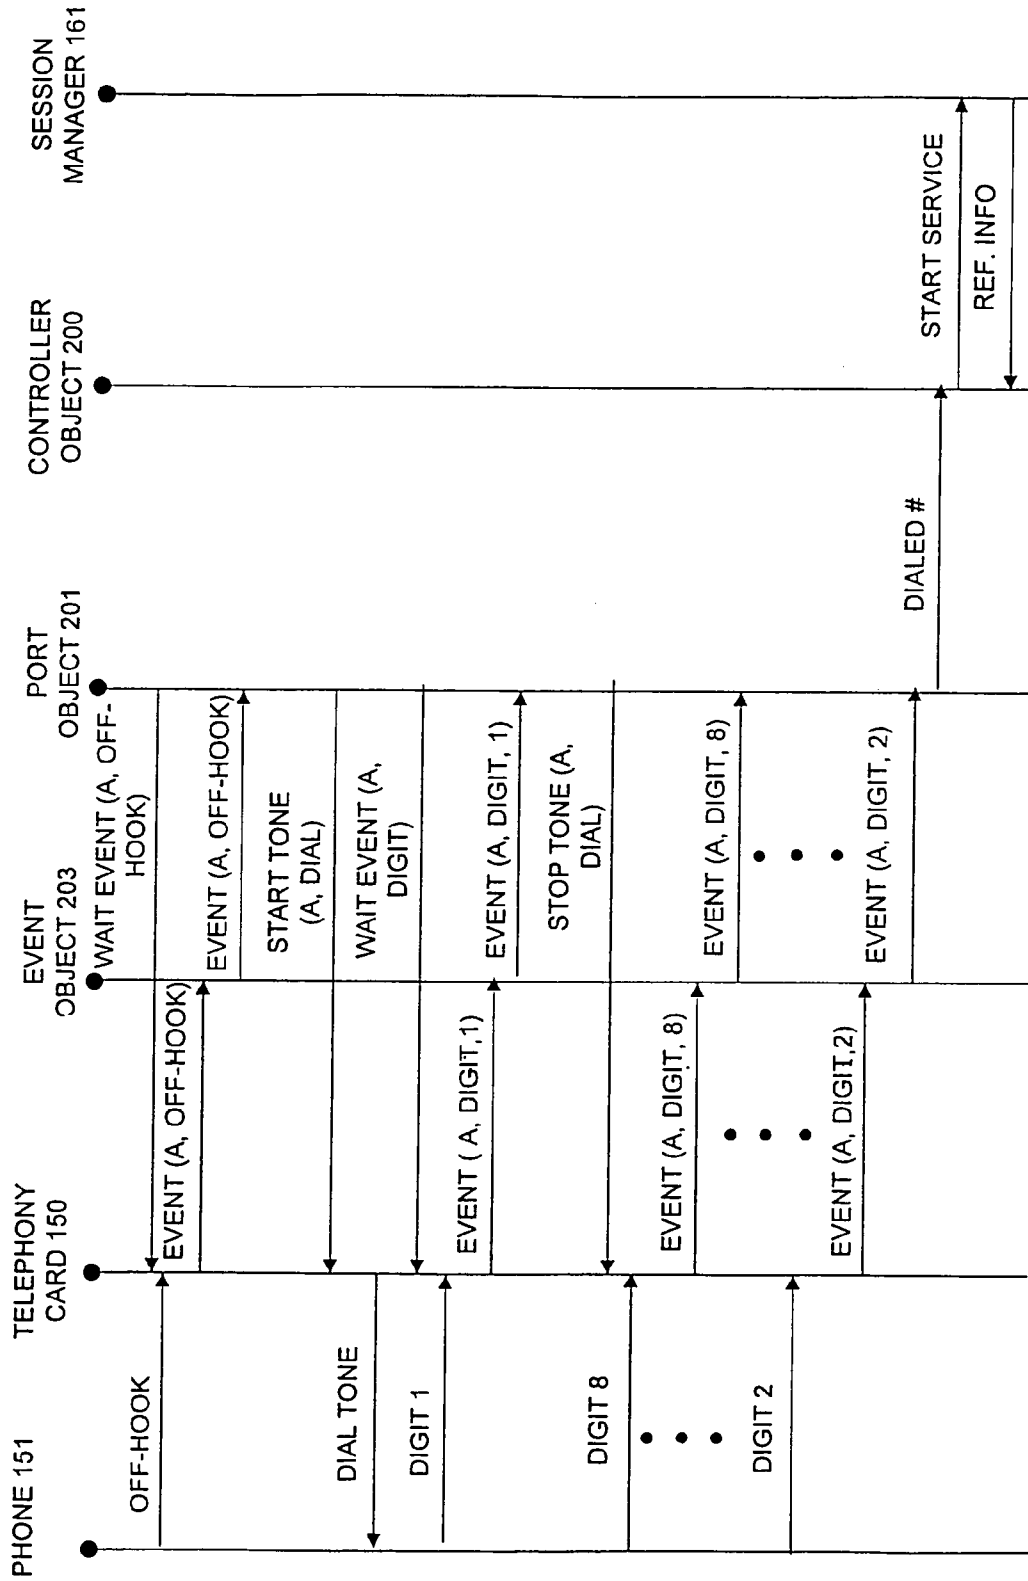 PHONE 151
TELEPHONY
CARD 150
EVENT
OBJECT 203
PORT
OBJECT 201
CONTROLLER
OBJECT 200
SESSION
MANAGER 161
WAIT EVENT (A, OFF-
HOOK)
OFF-HOOK
EVENT (A, OFF-HOOK)
EVENT (A, OFF-HOOK)
START TONE
(A, DIAL)
DIAL TONE
WAIT EVENT (A,
DIGIT)
DIGIT 1
EVENT ( A, DIGIT,1)
EVENT (A, DIGIT, 1)
STOP TONE (A,
DIAL)
DIGIT 8
EVENT (A, DIGIT, 8)
EVENT (A, DIGIT, 8)
DIGIT 2
EVENT (A, DIGIT,2)
EVENT (A, DIGIT, 2)
DIALED #
START SERVICE
REF. INFO